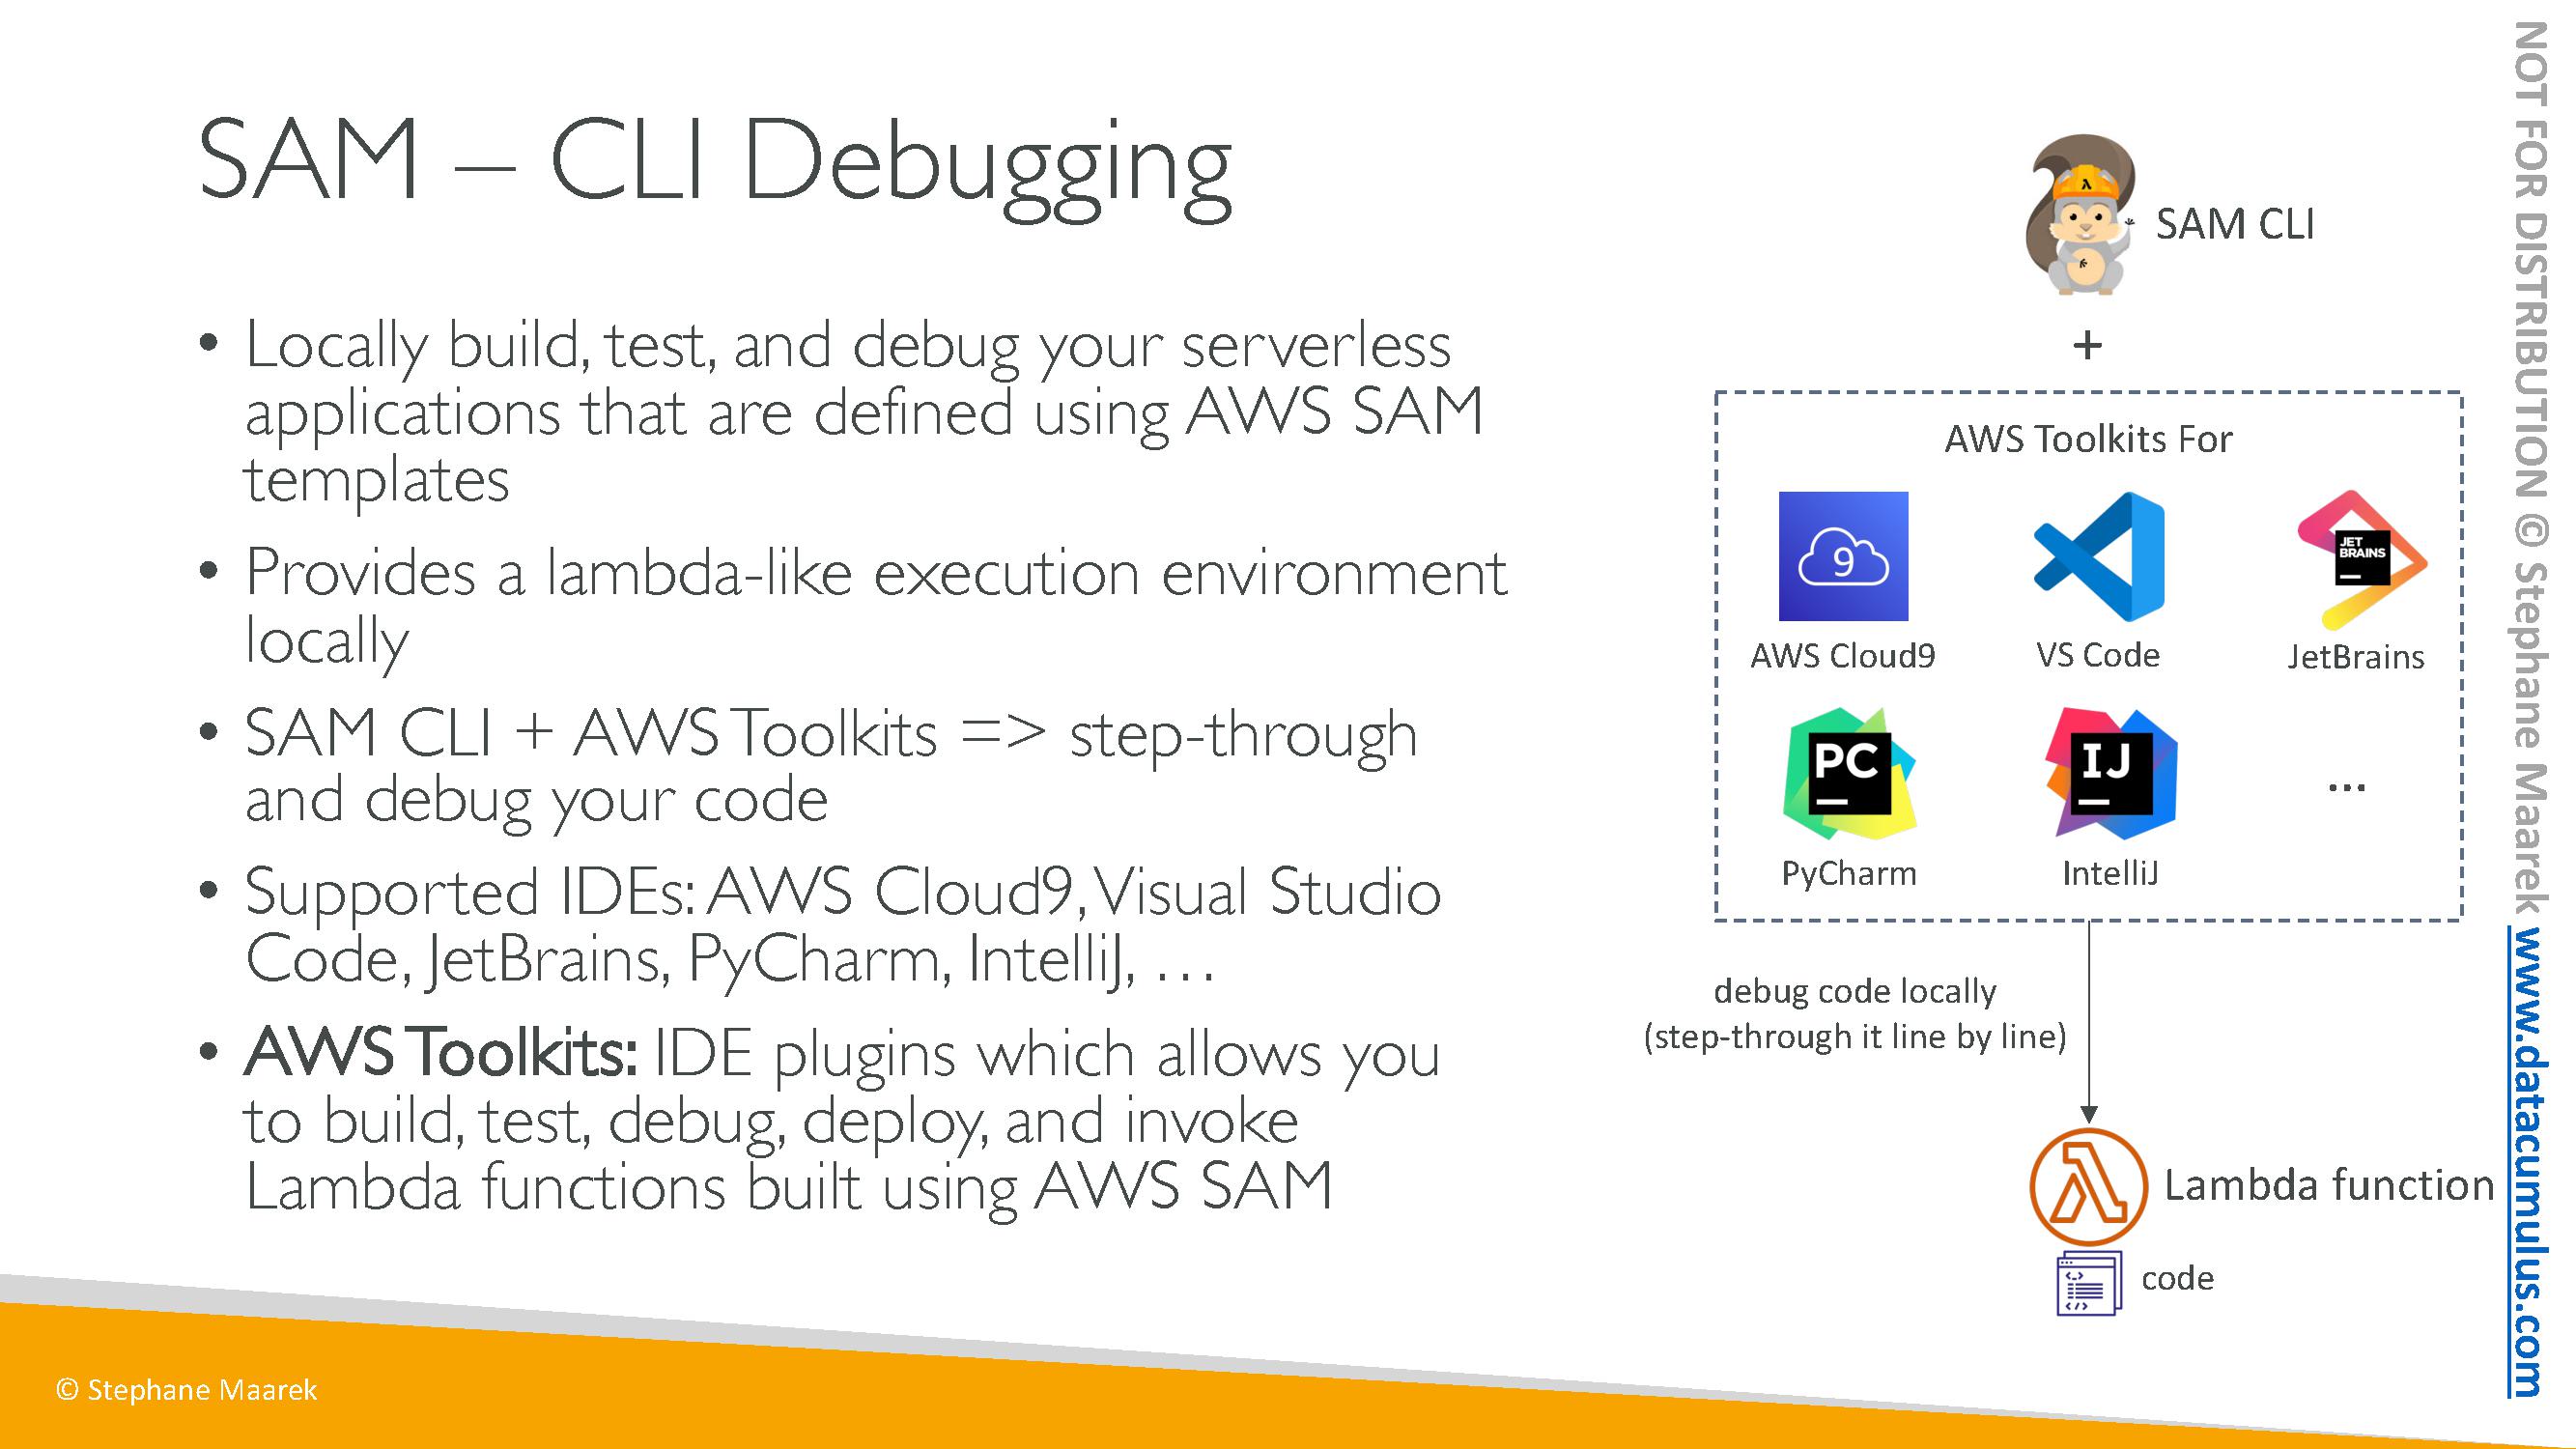 SAM – CLI Debugging
• Locally build, test, and debug your serverless
applications that are defined using AWS SAM
templates
• Provides a lambda-like execution environment
locally
• SAM CLI + AWS Toolkits => step-through
and debug your code
• Supported IDEs: AWS Cloud9, Visual Studio
Code, JetBrains, PyCharm, IntelliJ, …
• AWS Toolkits: IDE plugins which allows you
to build, test, debug, deploy, and invoke
Lambda functions built using AWS SAM
SAM CLI
+
AWS Toolkits For
9
JET
BRAINS
AWS Cloud9
VS Code
JetBrains
PC
IJ
...
PyCharm
IntelliJ
debug code locally
(step-through it line by line)
Lambda function
code
© Stephane Maarek
NOT FOR DISTRIBUTION © Stephane Maarek www.datacumulus.com